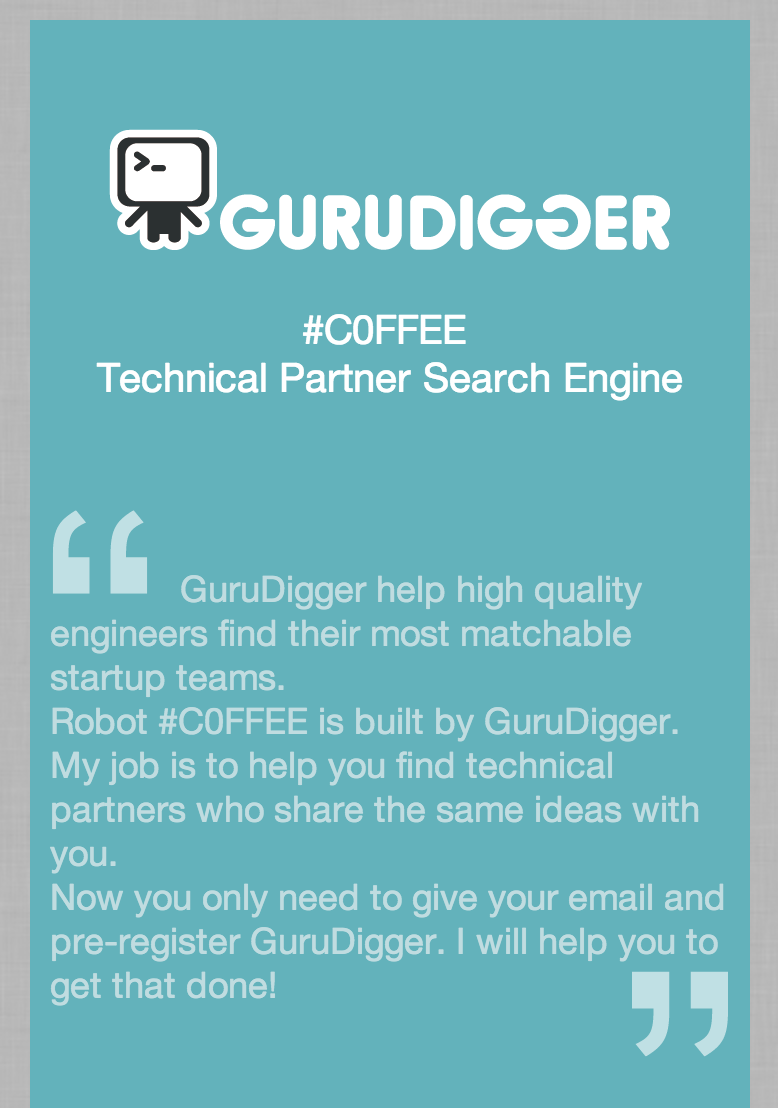 >_
GURUDIGGER
#C0FFEE
Technical Partner Search Engine
“ GuruDigger help high quality
engineers find their most matchable
startup teams.
Robot #C0FFEE is built by GuruDigger.
My job is to help you find technical
partners who share the same ideas with
you.
Now you only need to give your email and
pre-register GuruDigger. I will help you to
get that done! ”